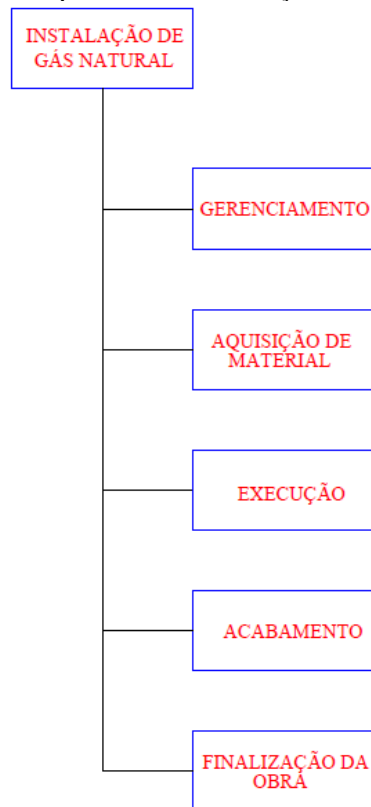 INSTALAÇÃO DE
GÁS NATURAL
GERENCIAMENTO
AQUISIÇÃO DE
MATERIAL
EXECUÇÃO
ACABAMENTO
FINALIZAÇÃO DA
OBRA